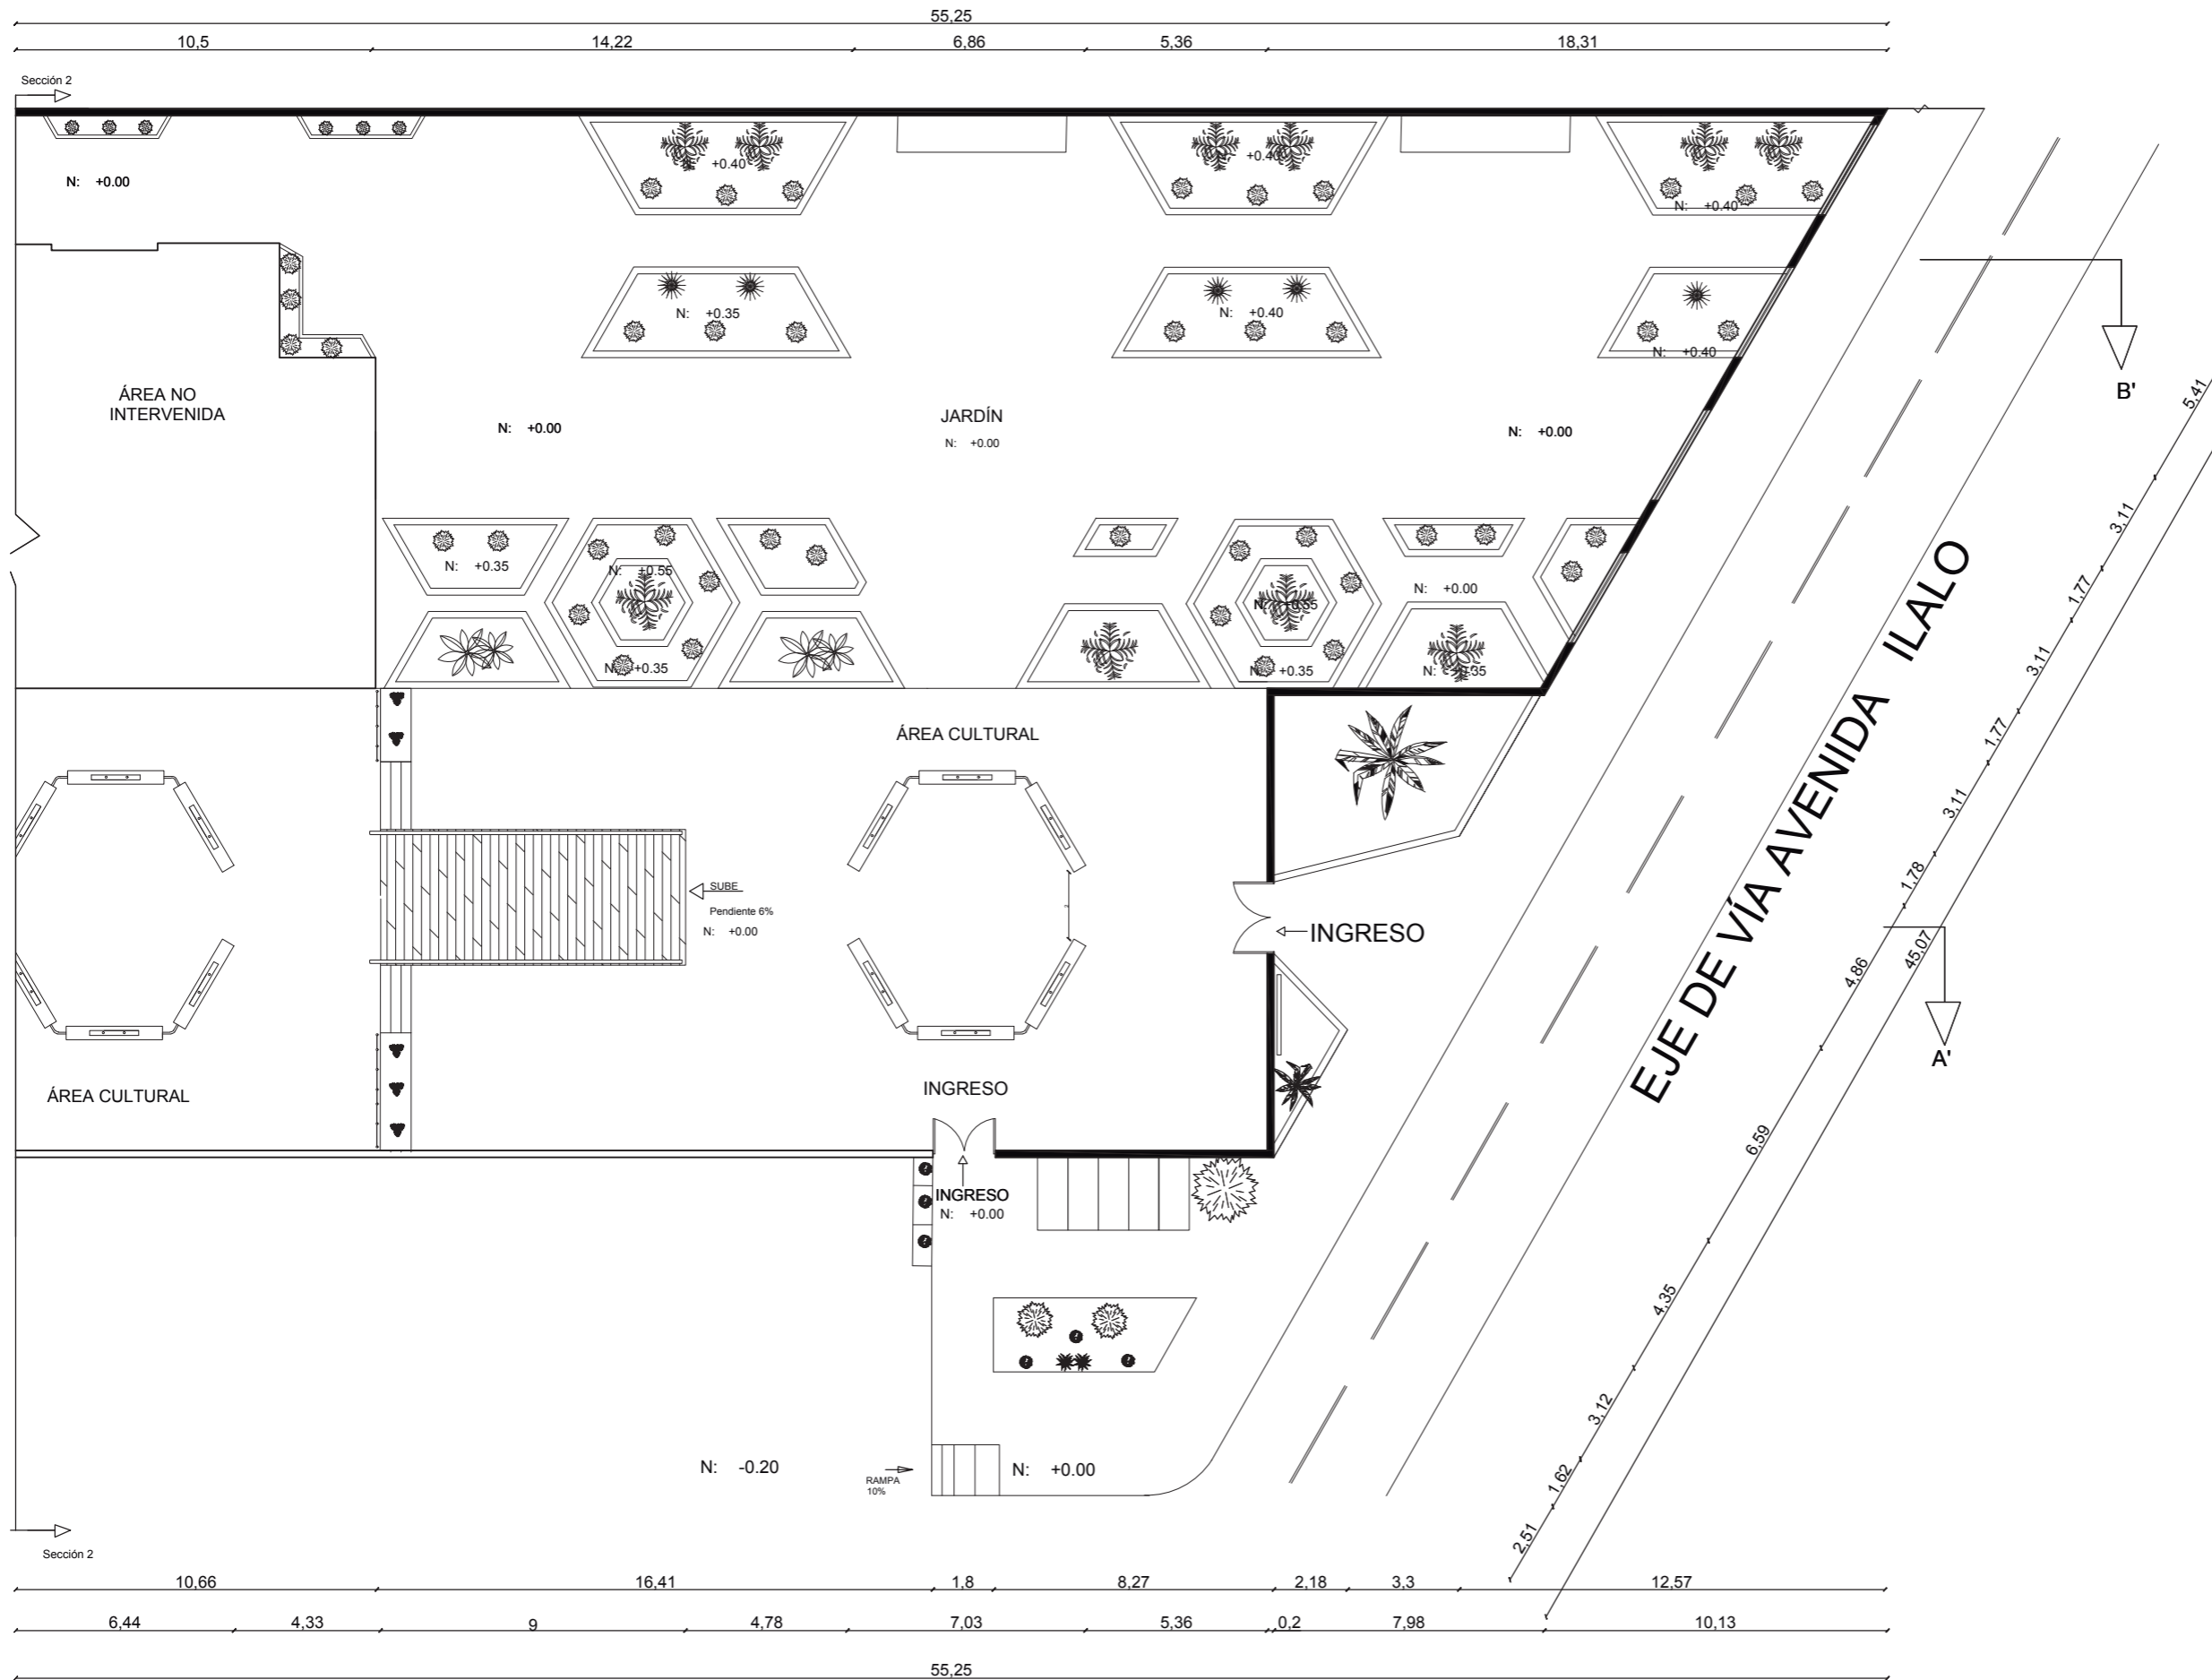 55,25
10,5
14,22
6,86
5,36
18,31
Sección 2
N: +0.40
N: +0.40
N: +0.00
N: +0.40
B'
N: +0.35
N: +0.40
N: +0.40
ÁREA NO
INTERVENIDA
JARDÍN
N: +0.00
N: +0.00
N: +0.00
N: +0.35
N: +0.55
N: +0.00
N: +0.55
N: +0.35
N: +0.35
N: +0.35
ÁREA CULTURAL
SUBE
Pendiente 6%
N: +0.00
2
INGRESO
EJE DE VÍA AVENIDA ILALO
5,41
3,11
1,77
3,11
1,77
3,11
1,78
4,86
45,07
6,59
4,35
3,12
1,62
2,51
A'
ÁREA CULTURAL
INGRESO
INGRESO
N: +0.00
N: -0.20
RAMPA
10%
N: +0.00
Sección 2
10,66
16,41
1,8
8,27
2,18
3,3
12,57
6,44
4,33
9
4,78
7,03
5,36
0,2
7,98
10,13
55,25